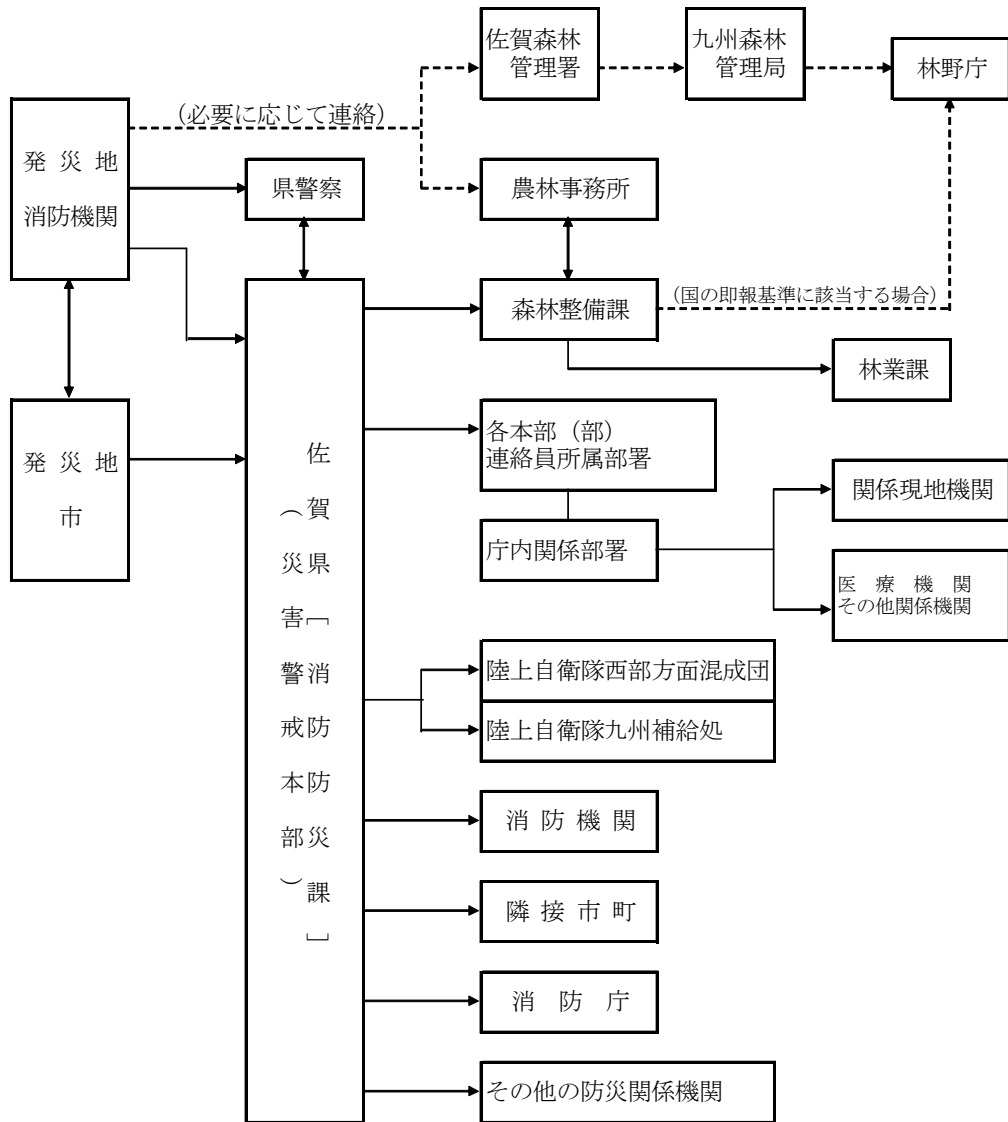 佐賀森林
管理署
九州森林
管理局
林野庁
(必要に応じて連絡)
発 災 地
消防機関
県警察
農林事務所
森林整備課
(国の即報基準に該当する場合)
林業課
発 災 地
市
佐賀県[消防防災課]
(災害警戒本部)
各本部（部）
連絡員所属部署
庁内関係部署
関係現地機関
医 療 機 関
その他関係機関
陸上自衛隊西部方面混成団
陸上自衛隊九州補給処
消 防 機 関
隣 接 市 町
消 防 庁
その他の防災関係機関